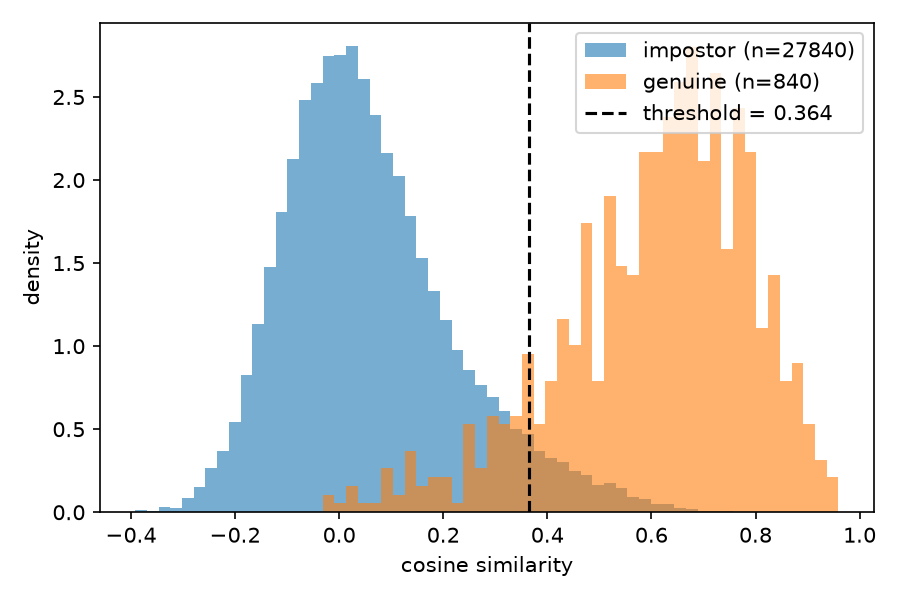 impostor (n=27840)
genuine (n=840)
threshold = 0.364
2.5
2.0
1.5
1.0
0.5
0.0
density
−0.4 −0.2 0.0 0.2 0.4 0.6 0.8 1.0
cosine similarity